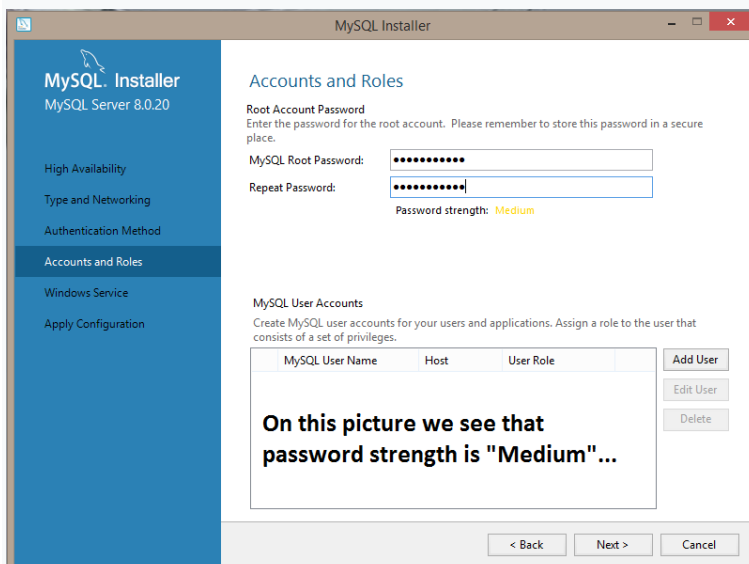 MySQL Installer
MySQL. Installer
MySQL Server 8.0.20
High Availability
Type and Networking
Authentication Method
Accounts and Roles
Windows Service
Apply Configuration
Accounts and Roles
Root Account Password
Enter the password for the root account. Please remember to store this password in a secure
place.
MySQL Root Password: ●●●●●●●●●●●
Repeat Password: ●●●●●●●●●●●
Password strength: Medium
MySQL User Accounts
Create MySQL user accounts for your users and applications. Assign a role to the user that
consists of a set of privileges.
MySQL User Name Host User Role
Add User
Edit User
Delete
On this picture we see that
password strength is "Medium"...
< Back Next > Cancel